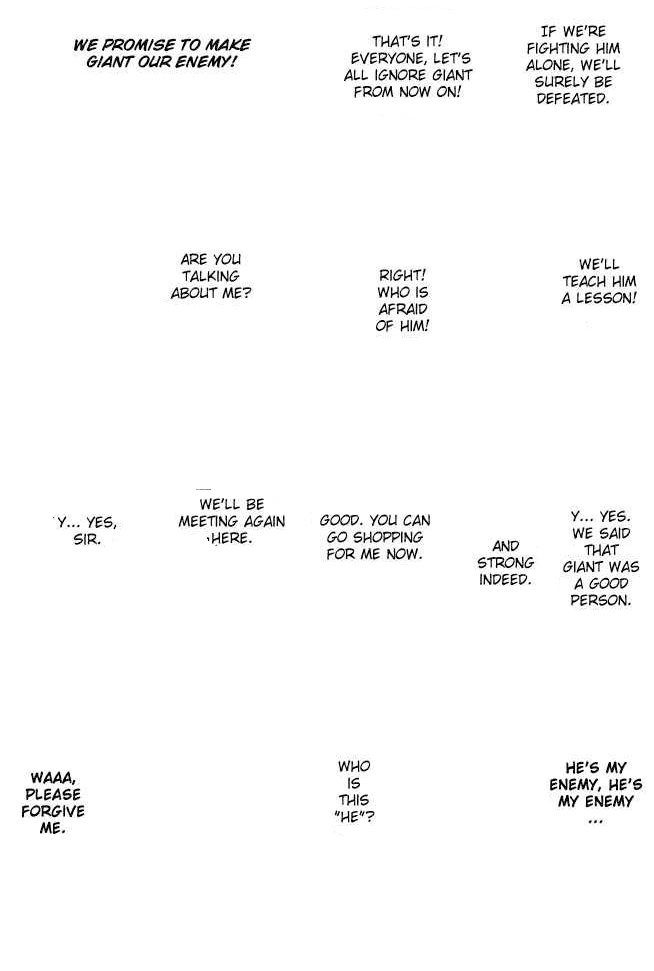 IF WE'RE
FIGHTING HIM
ALONE, WE'LL
SURELY BE
DEFEATED.
THAT'S IT!
EVERYONE, LET'S
ALL IGNORE GIANT
FROM NOW ON!
WE PROMISE TO MAKE
GIANT OUR ENEMY!
WE'LL
TEACH HIM
A LESSON!
RIGHT!
WHO IS
AFRAID
OF HIM!
ARE YOU
TALKING
ABOUT ME?
Y... YES.
WE SAID
THAT
GIANT WAS
A GOOD
PERSON.
AND
STRONG
INDEED.
GOOD. YOU CAN
GO SHOPPING
FOR ME NOW.
WE'LL BE
MEETING AGAIN
HERE.
Y... YES,
SIR.
HE'S MY
ENEMY, HE'S
MY ENEMY
...
WHO
IS
THIS
"HE"?
WAAA,
PLEASE
FORGIVE
ME.